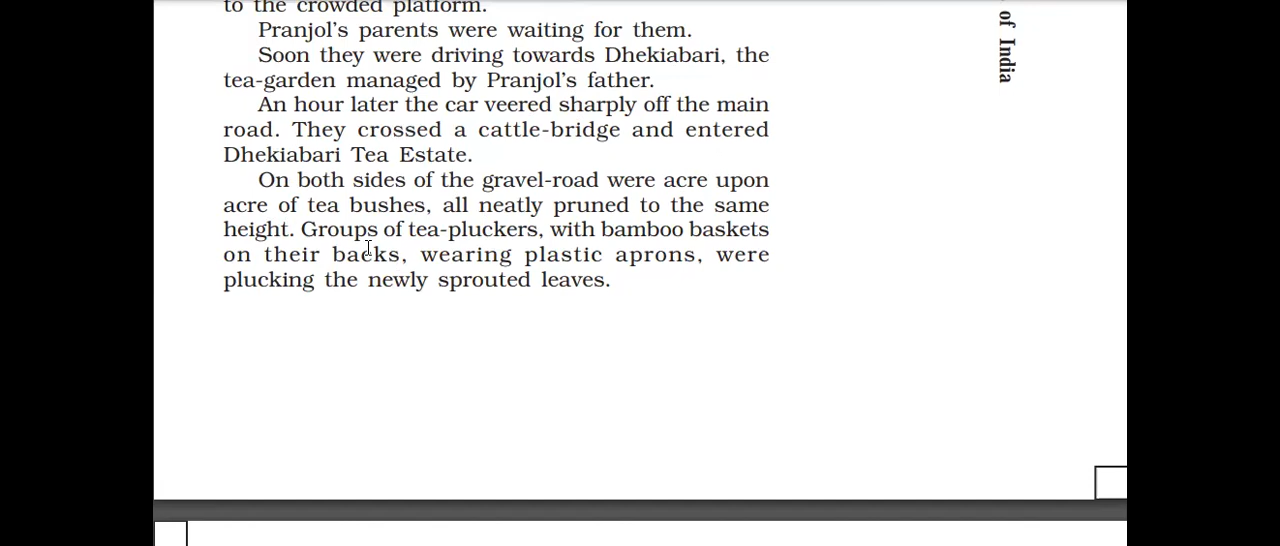 to the crowded platform.
Pranjol's parents were waiting for them.
Soon they were driving towards Dhekiabari, the
tea-garden managed by Pranjol's father.
An hour later the car veered sharply off the main
road. They crossed a cattle-bridge and entered
Dhekiabari Tea Estate.
On both sides of the gravel-road were acre upon
acre of tea bushes, all neatly pruned to the same
height. Groups of tea-pluckers, with bamboo baskets
on their backs, wearing plastic aprons, were
plucking the newly sprouted leaves.
of India